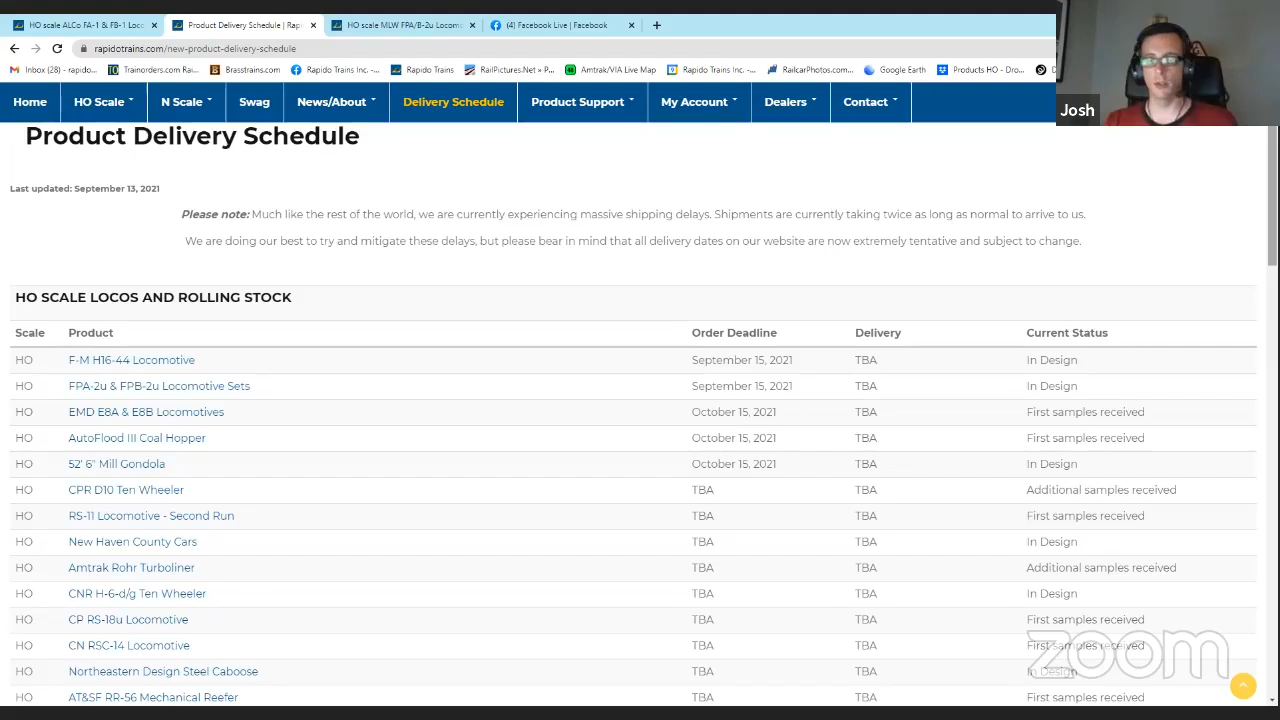 HO scale ALCo FA-1 & FB-1 Loco × Product Delivery Schedule | Rap × HO scale MLW FPA/B-2u Locom × (4) Facebook Live | Facebook × +
rapidotrains.com/new-product-delivery-schedule
Inbox (28) - rapido... Trainorders.com Rai... Brasstrains.com Rapido Trains Inc. -... Rapido Trains RailPictures.Net » P... Amtrak/VIA Live Map Rapido Trains Inc. -... RailcarPhotos.com... Google Earth Products HO - Dro...
Home HO Scale N Scale Swag News/About Delivery Schedule Product Support My Account Dealers Contact
Josh
Product Delivery Schedule
Last updated: September 13, 2021
Please note: Much like the rest of the world, we are currently experiencing massive shipping delays. Shipments are currently taking twice as long as normal to arrive to us.
We are doing our best to try and mitigate these delays, but please bear in mind that all delivery dates on our website are now extremely tentative and subject to change.
HO SCALE LOCOS AND ROLLING STOCK
Scale Product Order Deadline Delivery Current Status
HO F-M H16-44 Locomotive September 15, 2021 TBA In Design
HO FPA-2u & FPB-2u Locomotive Sets September 15, 2021 TBA In Design
HO EMD E8A & E8B Locomotives October 15, 2021 TBA First samples received
HO AutoFlood III Coal Hopper October 15, 2021 TBA First samples received
HO 52' 6" Mill Gondola October 15, 2021 TBA In Design
HO CPR D10 Ten Wheeler TBA TBA Additional samples received
HO RS-11 Locomotive - Second Run TBA TBA First samples received
HO New Haven County Cars TBA TBA In Design
HO Amtrak Rohr Turboliner TBA TBA Additional samples received
HO CNR H-6-d/g Ten Wheeler TBA TBA In Design
HO CP RS-18u Locomotive TBA TBA First samples received
HO CN RSC-14 Locomotive TBA TBA First samples received
HO Northeastern Design Steel Caboose TBA TBA In Design
HO AT&SF RR-56 Mechanical Reefer TBA TBA First samples received
zoom